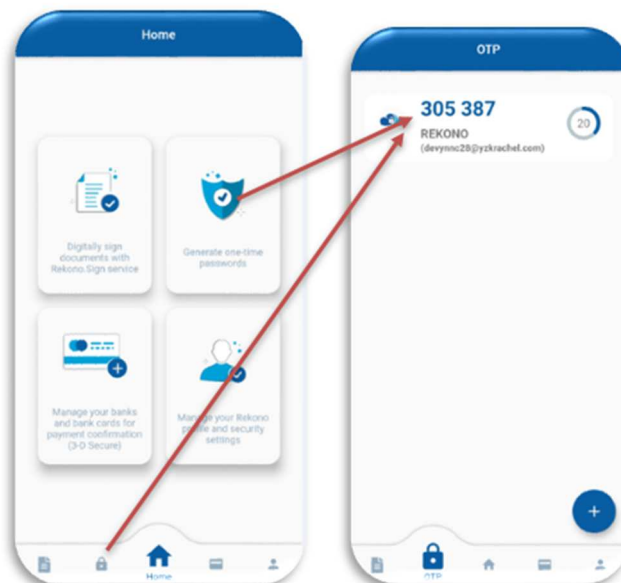 Home
Digitally sign
documents with
Rekono.Sign service
Generate one-time
passwords
Manage your banks
and bank cards for
payment confirmation
(3-D Secure)
Manage your Rekono
profile and security
settings
Home
OTP
305 387
REKONO
(devynnc28@yzkrachel.com)
20
+
OTP